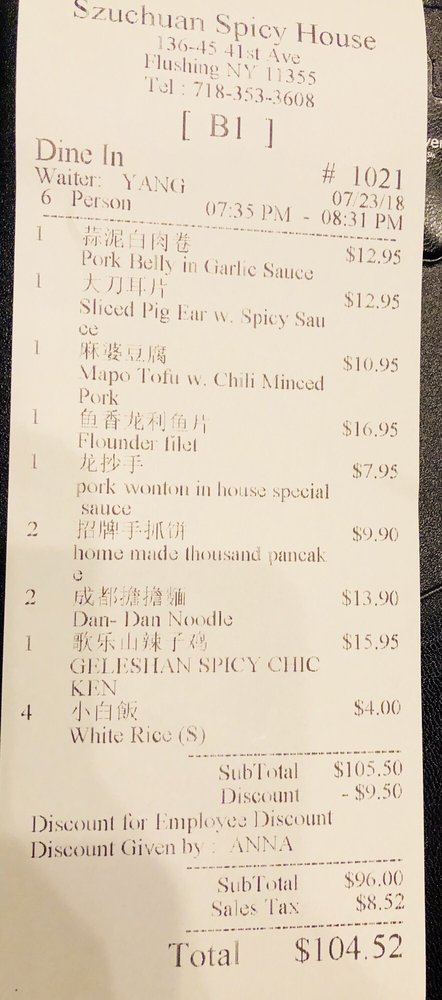 Szuchuan Spicy House
136-45 41st Ave
Flushing NY 11355
Tel : 718-353-3608
[ B1 ]
Dine In
# 1021
Waiter: YANG
07/23/18
6 Person
07:35 PM - 08:31 PM
1 蒜泥白肉卷 $12.95
Pork Belly in Garlic Sauce
1 大刀耳片 $12.95
Sliced Pig Ear w. Spicy Sau
ce
1 麻婆豆腐 $10.95
Mapo Tofu w. Chili Minced
Pork
1 鱼香龙利鱼片 $16.95
Flounder filet
1 龙抄手 $7.95
pork wonton in house special
sauce
2 招牌手抓饼 $9.90
home made thousand pancak
e
2 成都擔擔麵 $13.90
Dan- Dan Noodle
1 歌乐山辣子鸡 $15.95
GELESHAN SPICY CHIC
KEN
4 小白飯 $4.00
White Rice (S)
SubTotal $105.50
Discount - $9.50
Discount for Employee Discount
Discount Given by : ANNA
SubTotal $96.00
Sales Tax $8.52
Total $104.52